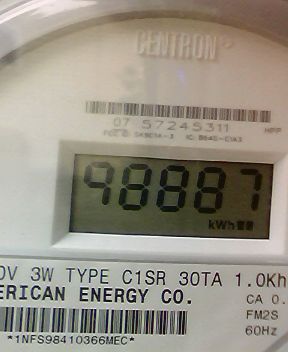 CENTRON®
07 57245311
HPP
98887
kWh
0V 3W TYPE C1SR 30TA 1.0Kh
ERICAN ENERGY CO.
CA 0.
FM2S
60Hz
*1NFS98410366MEC*